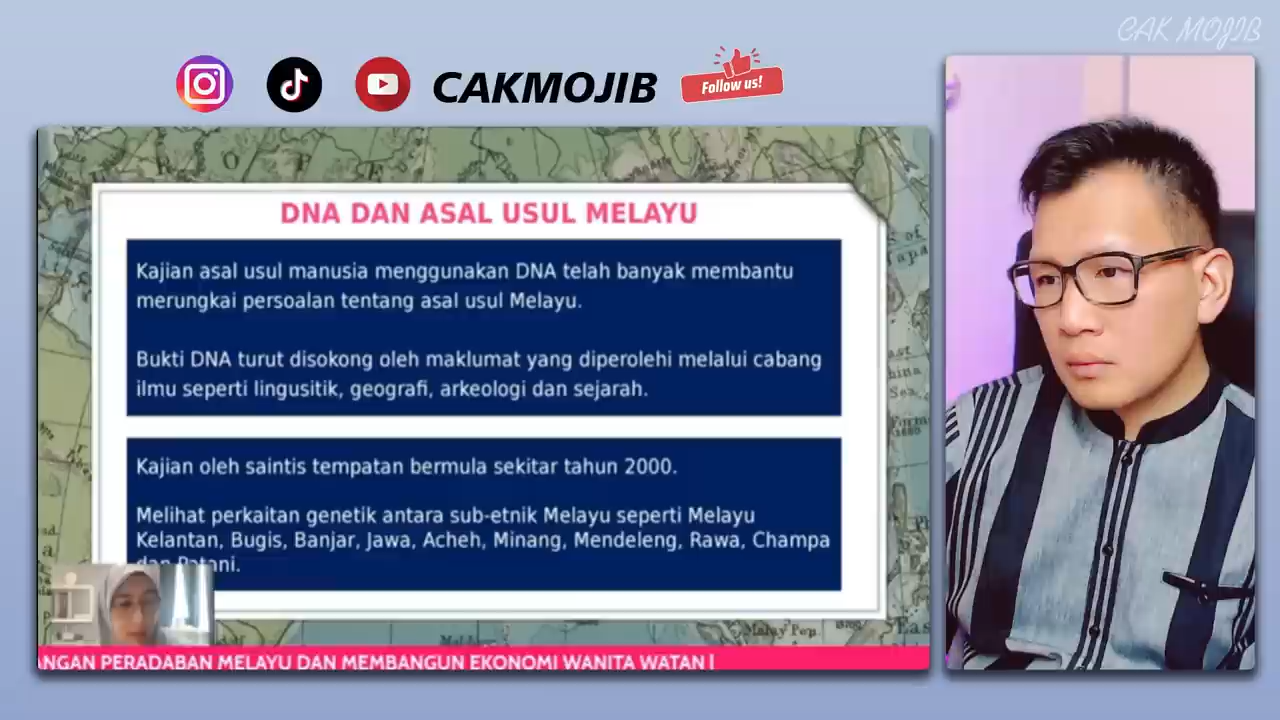 CAK MOJIB
CAKMOJIB
Follow us!
DNA DAN ASAL USUL MELAYU
Kajian asal usul manusia menggunakan DNA telah banyak membantu
merungkai persoalan tentang asal usul Melayu.
Bukti DNA turut disokong oleh maklumat yang diperolehi melalui cabang
ilmu seperti lingusitik, geografi, arkeologi dan sejarah.
Kajian oleh saintis tempatan bermula sekitar tahun 2000.
Melihat perkaitan genetik antara sub-etnik Melayu seperti Melayu
Kelantan, Bugis, Banjar, Jawa, Acheh, Minang, Mendeleng, Rawa, Champa
dan Patani.
ANGAN PERADABAN MELAYU DAN MEMBANGUN EKONOMI WANITA WATAN |